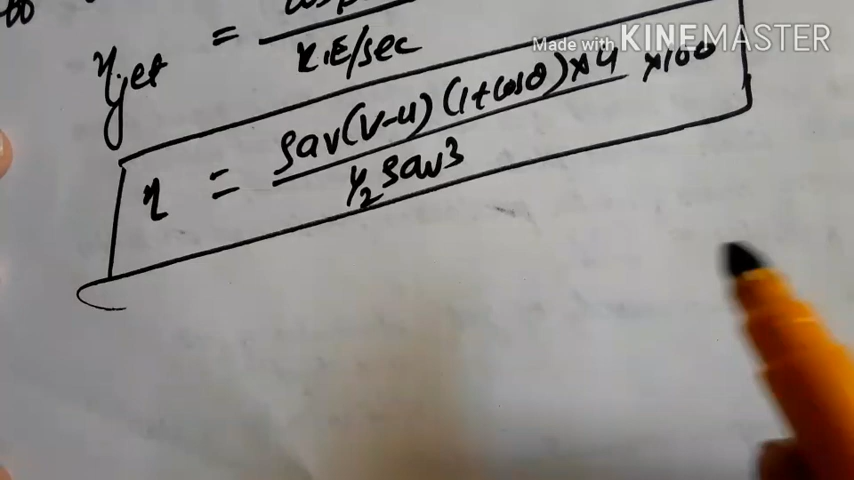 Made with KINEMASTER
ηjet = / K.E/sec
η = ρav(v-u)(1+cosθ)×u / ½ρav3 ×100